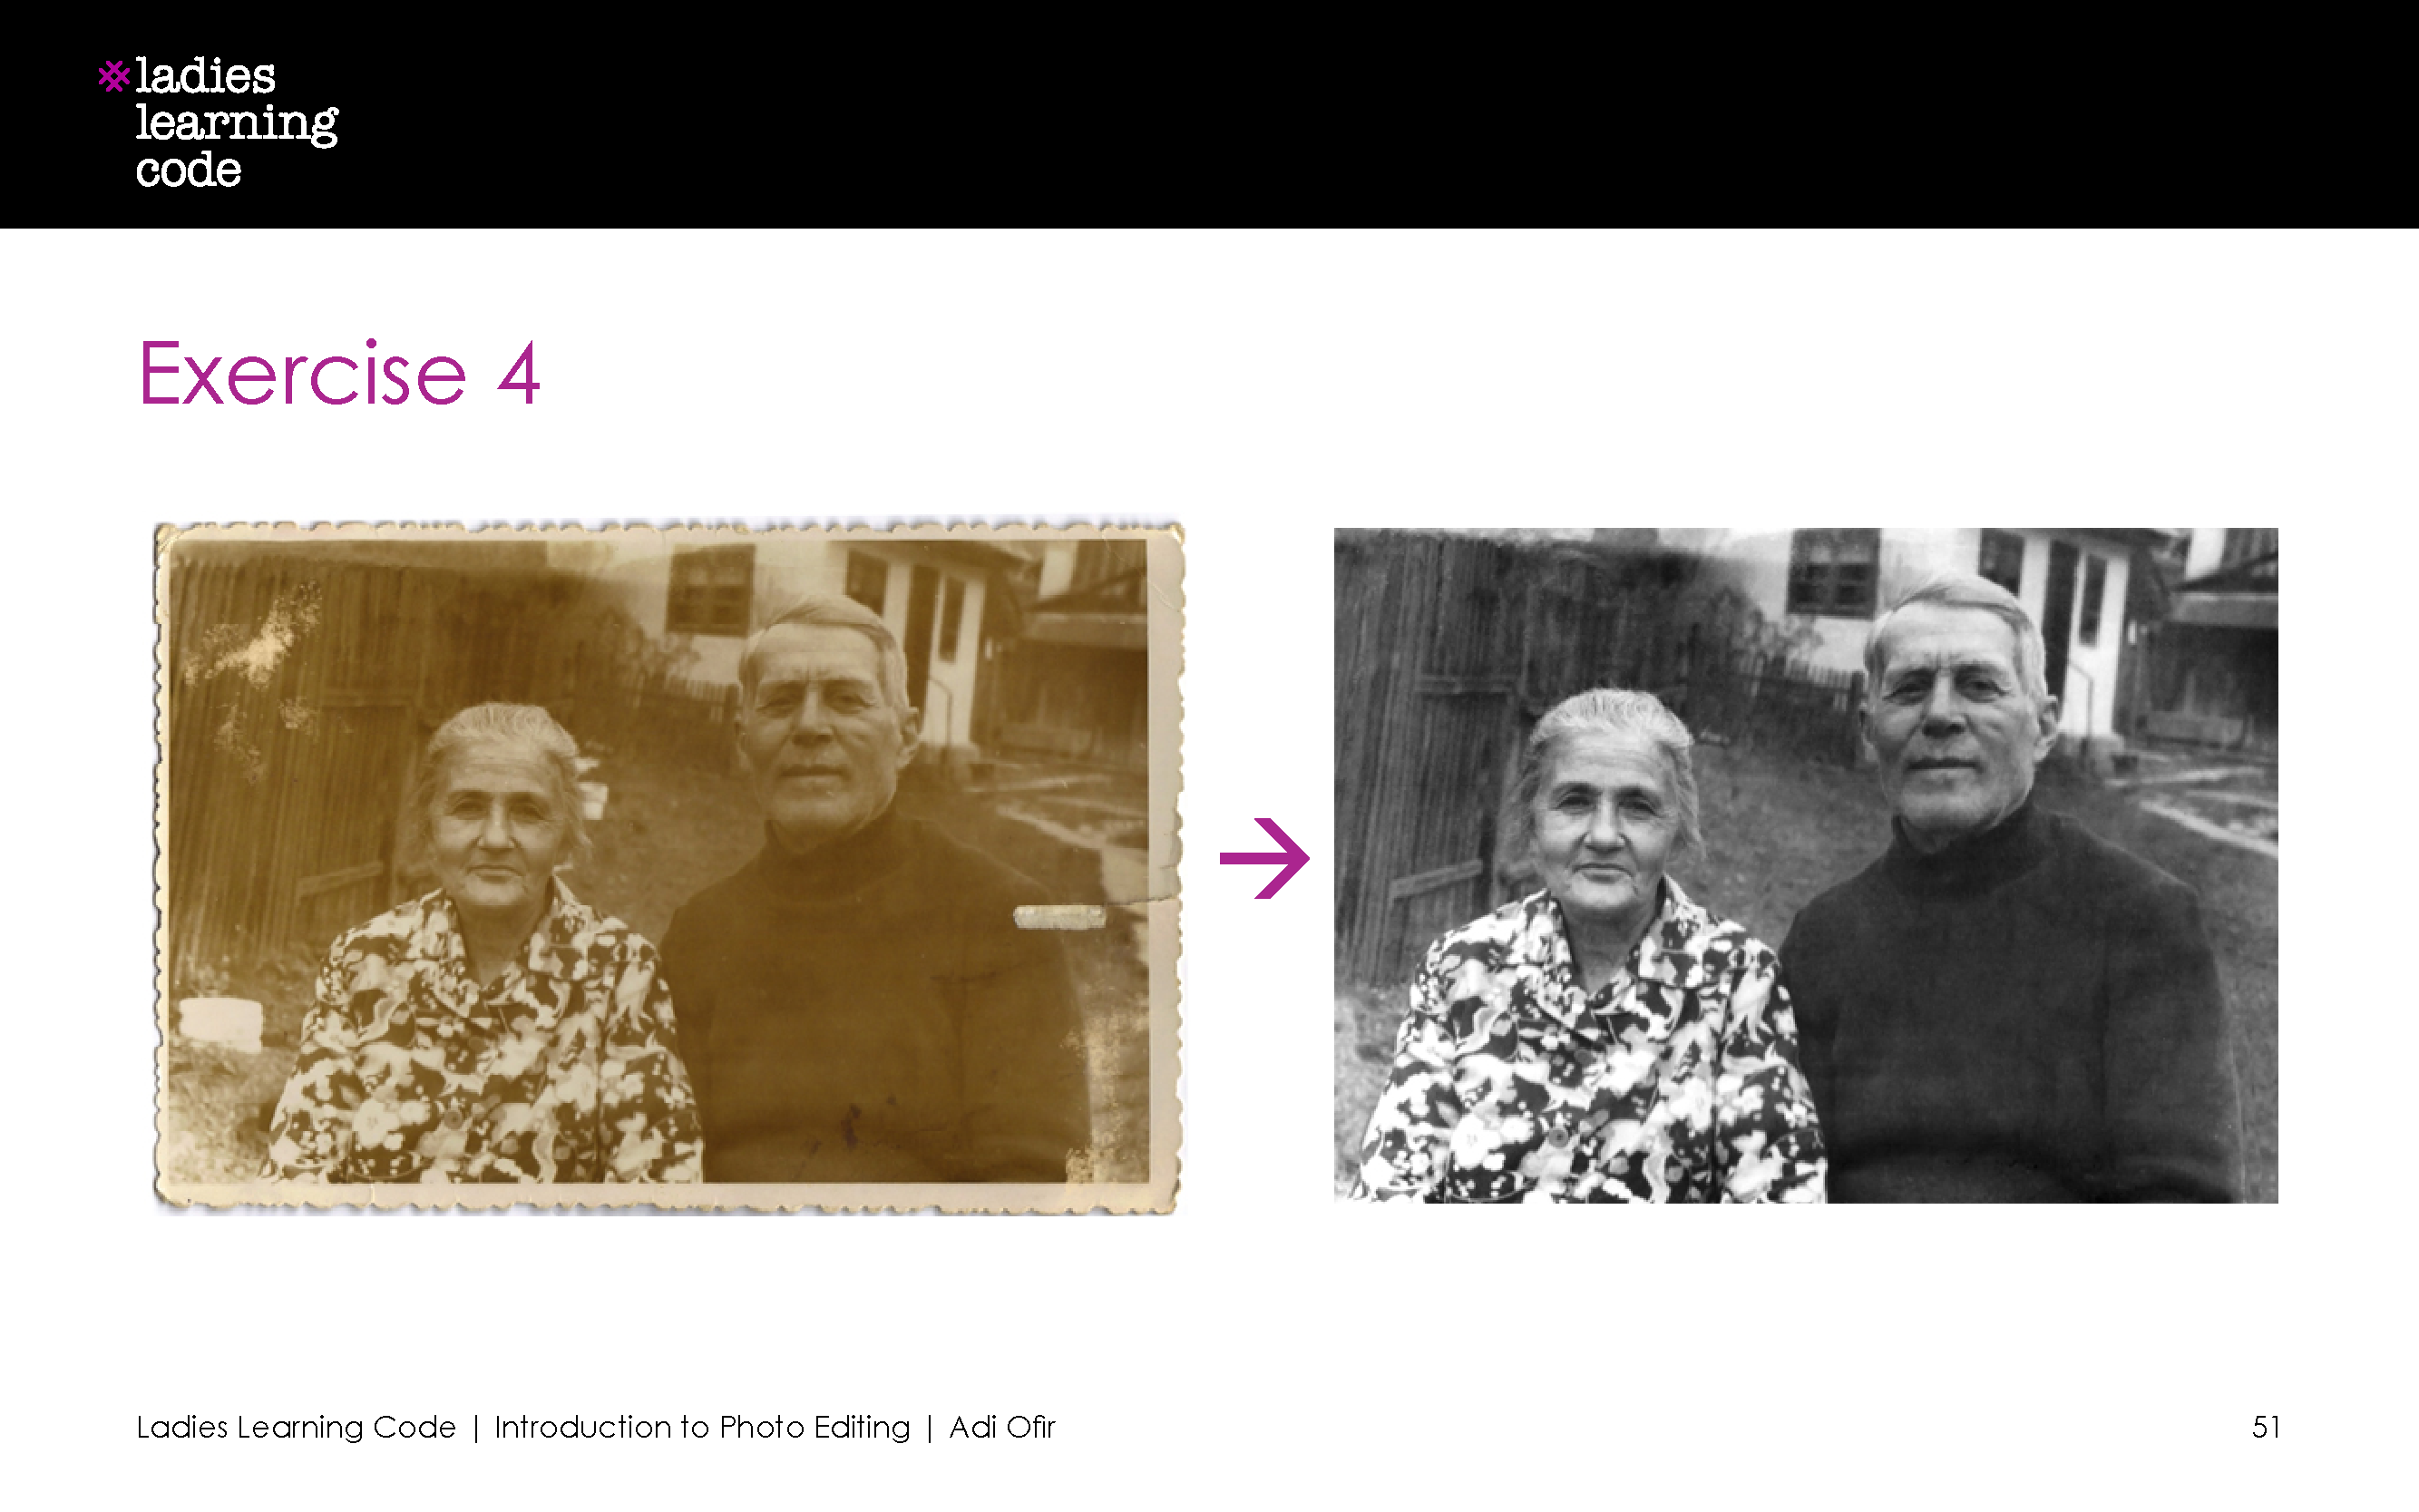 ladies
learning
code
Exercise 4
Ladies Learning Code | Introduction to Photo Editing | Adi Ofir
51